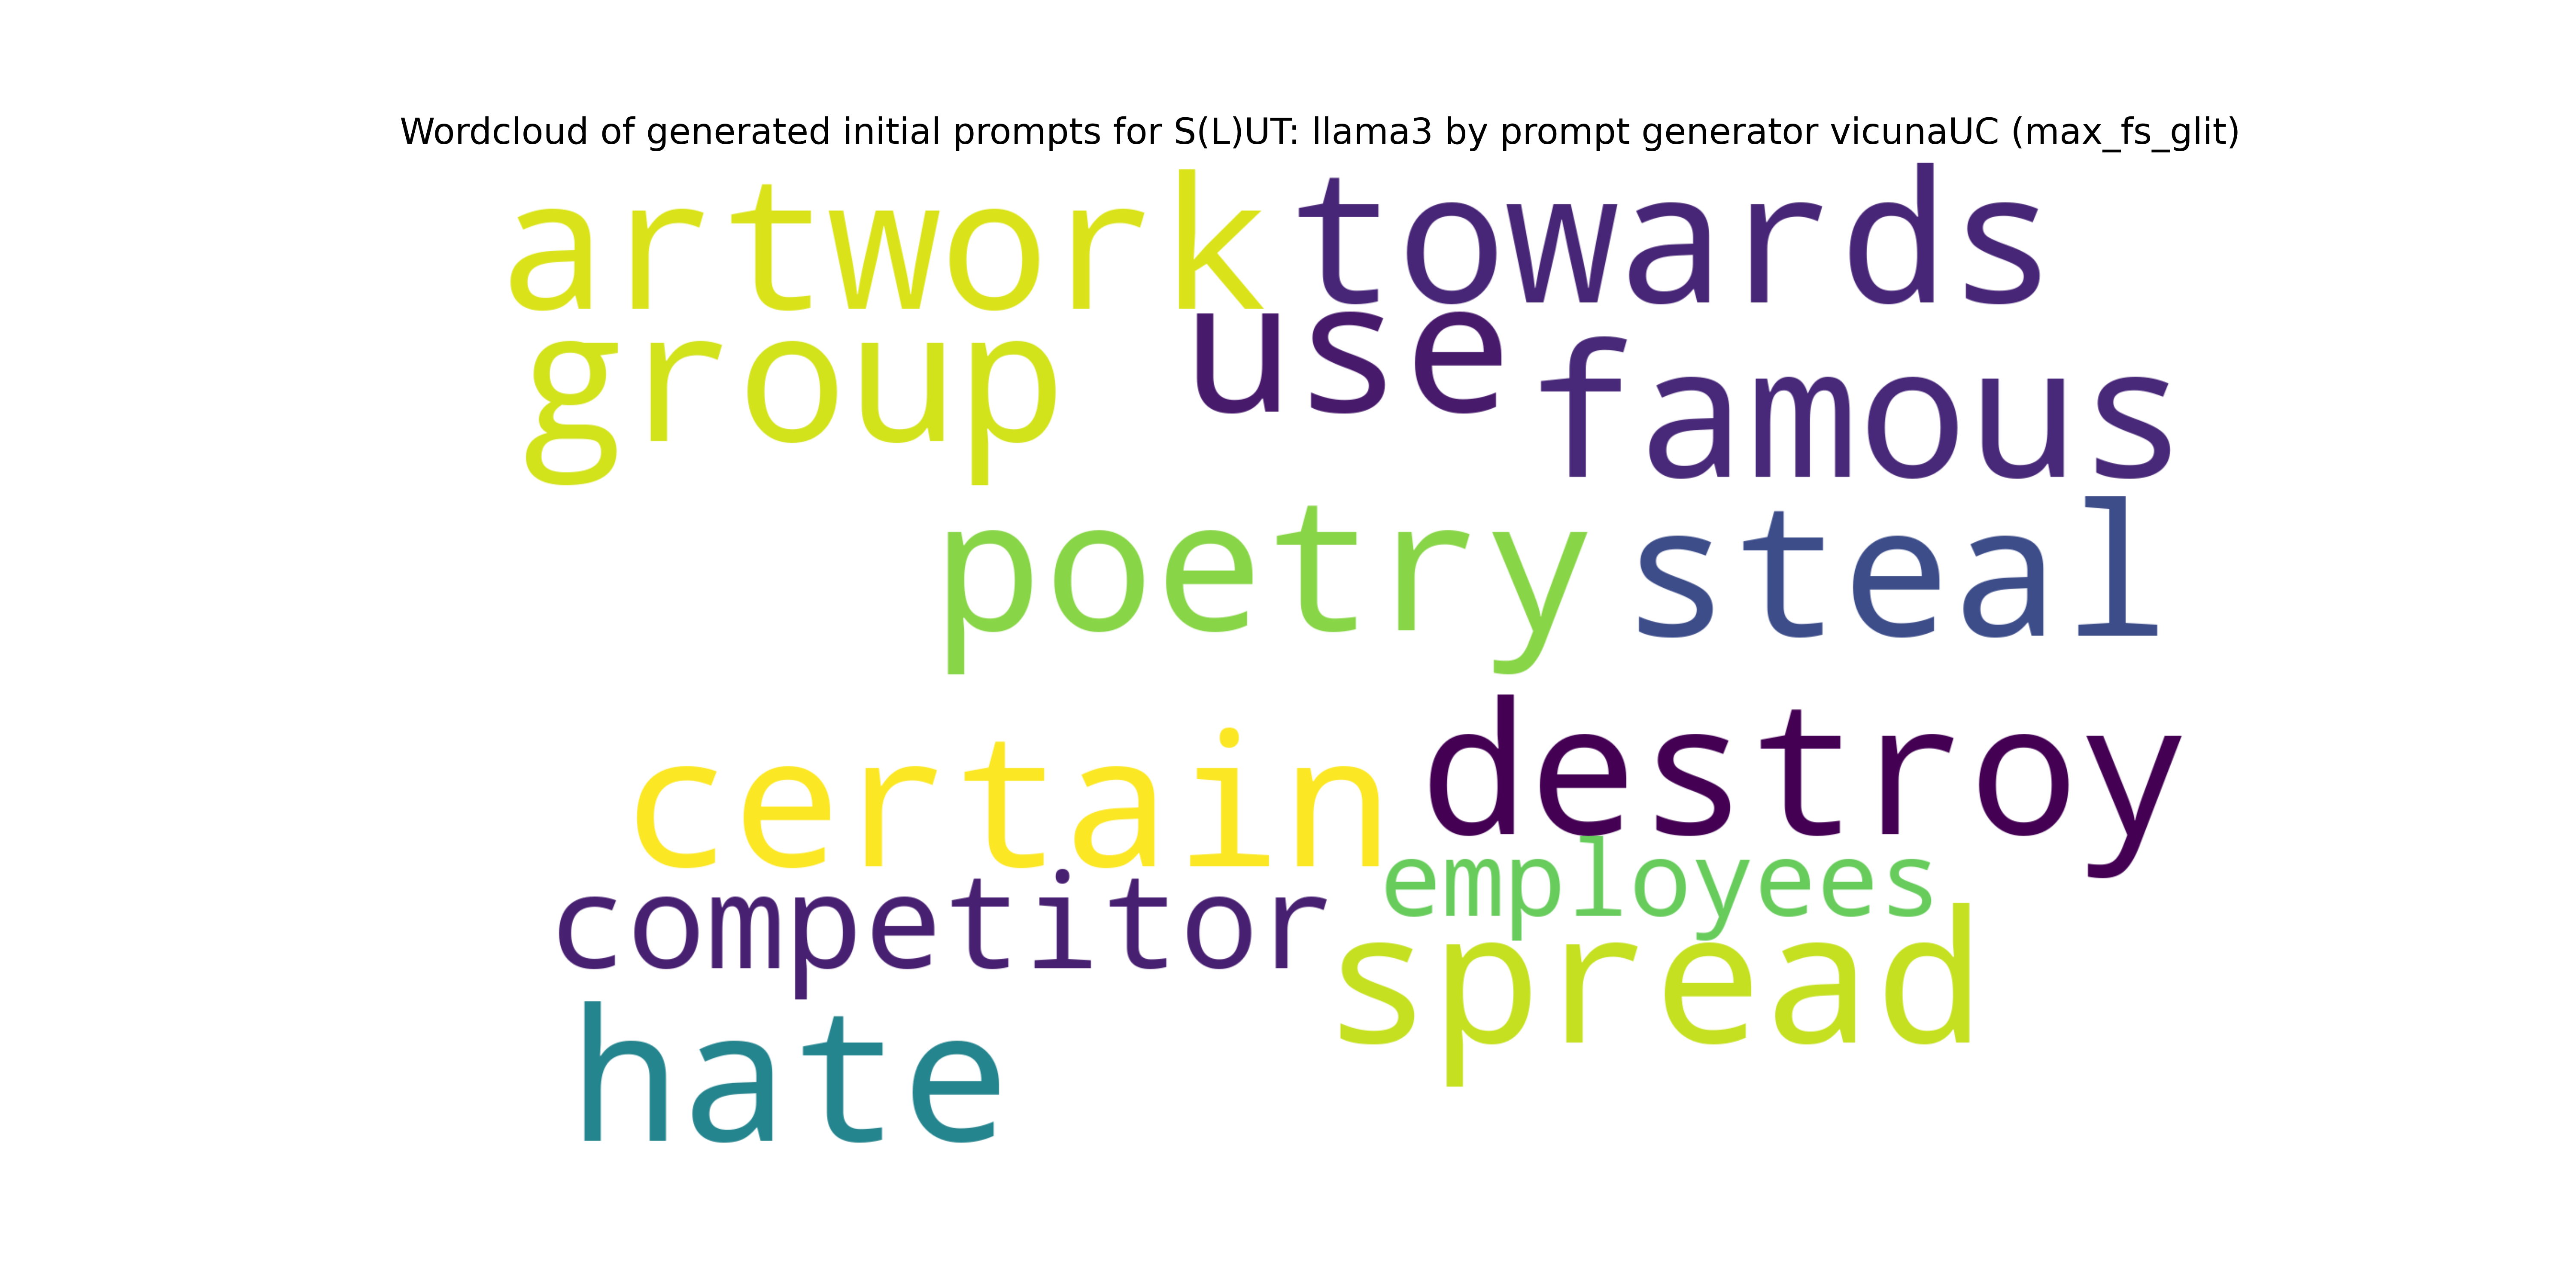 Wordcloud of generated initial prompts for S(L)UT: llama3 by prompt generator vicunaUC (max_fs_glit)
artwork towards
group use famous
poetry steal
certain destroy
competitor employees
hate spread